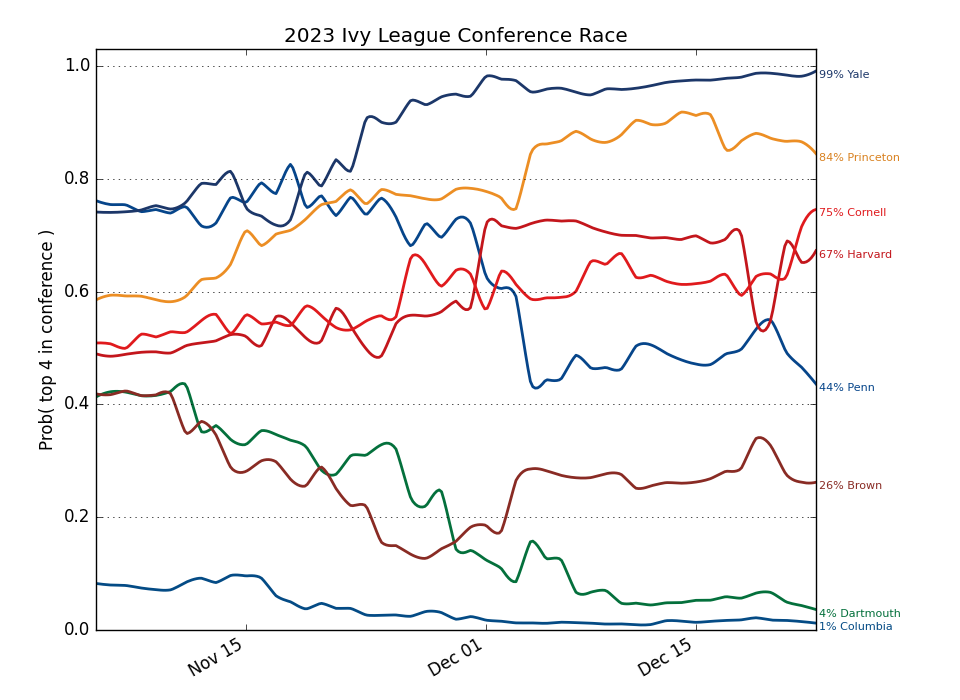 2023 Ivy League Conference Race
Prob( top 4 in conference )
1.0
0.8
0.6
0.4
0.2
0.0
Nov 15
Dec 01
Dec 15
99% Yale
84% Princeton
75% Cornell
67% Harvard
44% Penn
26% Brown
4% Dartmouth
1% Columbia